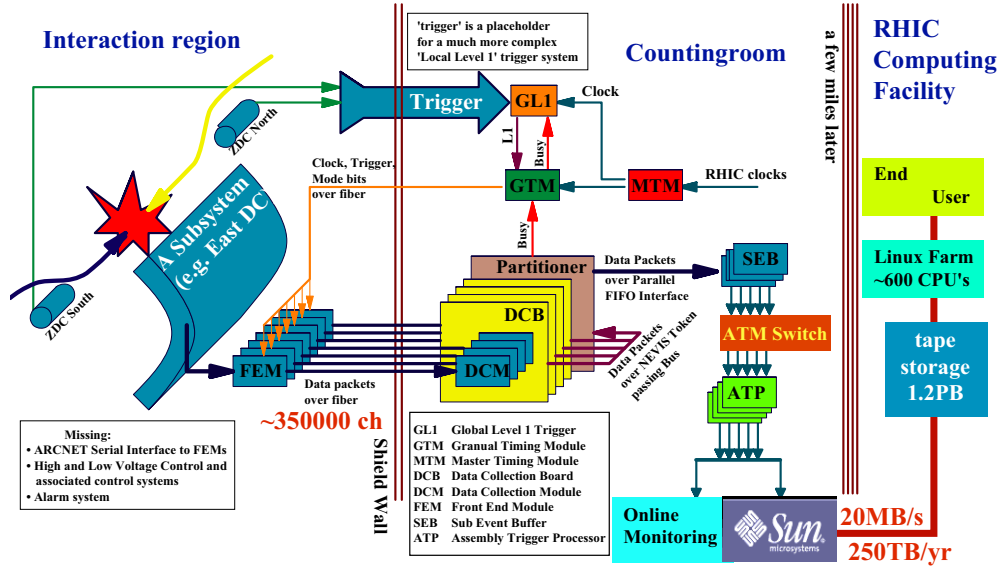 Interaction region
'trigger' is a placeholder
for a much more complex
'Local Level 1' trigger system
Countingroom
a few miles later
RHIC
Computing
Facility
Trigger
GL1
Clock
ZDC North
L1
Busy
Clock, Trigger,
Mode bits
over fiber
GTM
MTM
RHIC clocks
End
User
A Subsystem
(e.g. East DC)
Busy
Partitioner
Data Packets
over Parallel
FIFO Interface
SEB
Linux Farm
~600 CPU's
ZDC South
DCB
ATM Switch
Data Packets
over NEVIS Token
passing Bus
tape
storage
1.2PB
FEM
DCM
Data packets
over fiber
ATP
~350000 ch
Missing:
• ARCNET Serial Interface to FEMs
• High and Low Voltage Control and
associated control systems
• Alarm system
Shield Wall
GL1 Global Level 1 Trigger
GTM Granual Timing Module
MTM Master Timing Module
DCB Data Collection Board
DCM Data Collection Module
FEM Front End Module
SEB Sub Event Buffer
ATP Assembly Trigger Processor
Online
Monitoring
Sun
microsystems
20MB/s
250TB/yr